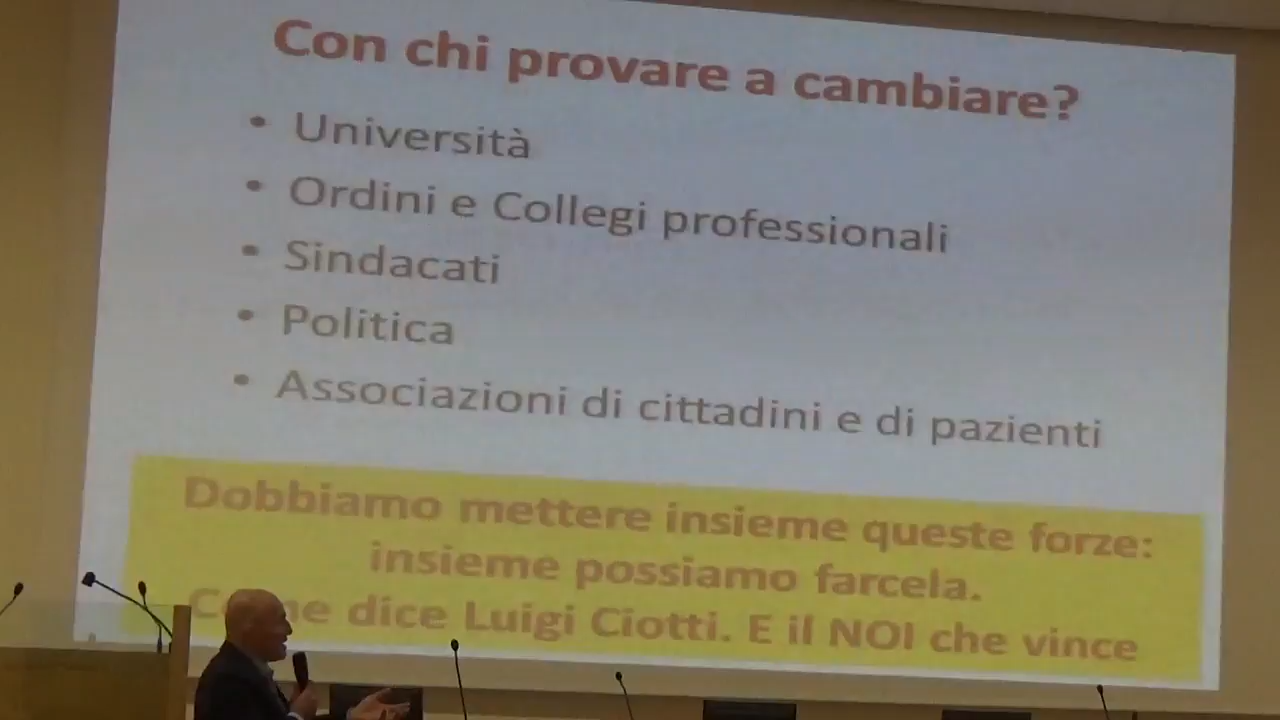 Con chi provare a cambiare?
• Università
• Ordini e Collegi professionali
• Sindacati
• Politica
• Associazioni di cittadini e di pazienti
Dobbiamo mettere insieme queste forze:
insieme possiamo farcela.
Come dice Luigi Ciotti. E il NOI che vince